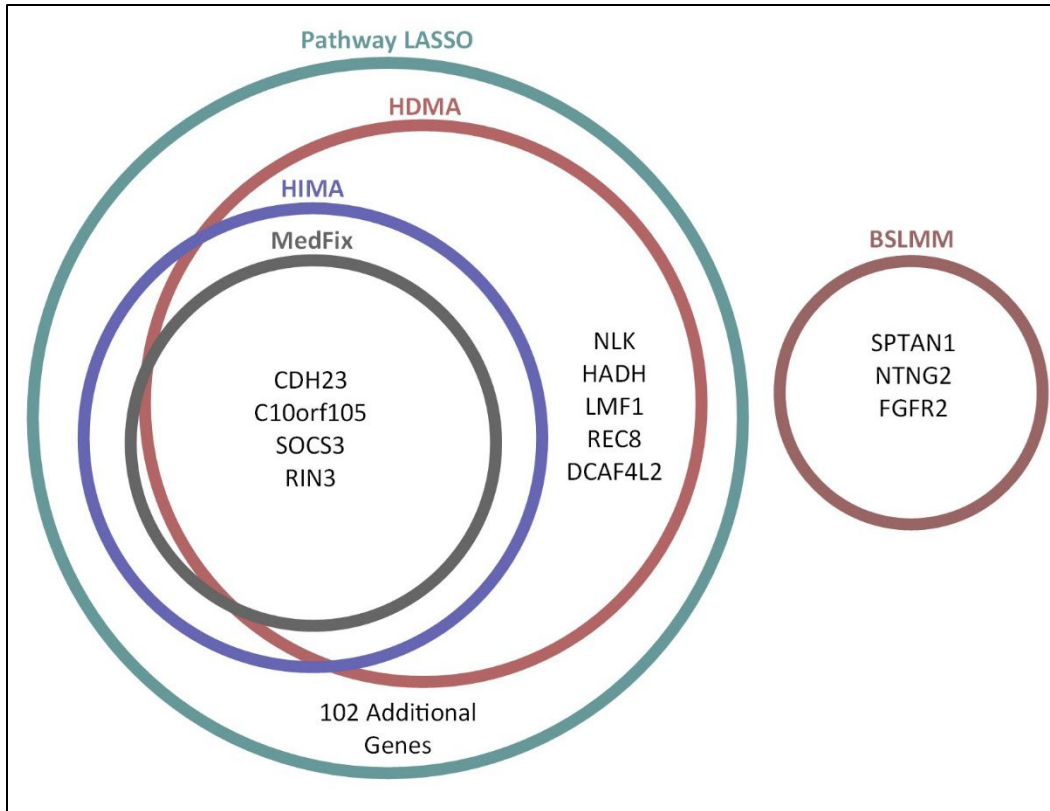 Pathway LASSO
HDMA
HIMA
MedFix
CDH23
C10orf105
SOCS3
RIN3
NLK
HADH
LMF1
REC8
DCAF4L2
102 Additional
Genes
BSLMM
SPTAN1
NTNG2
FGFR2